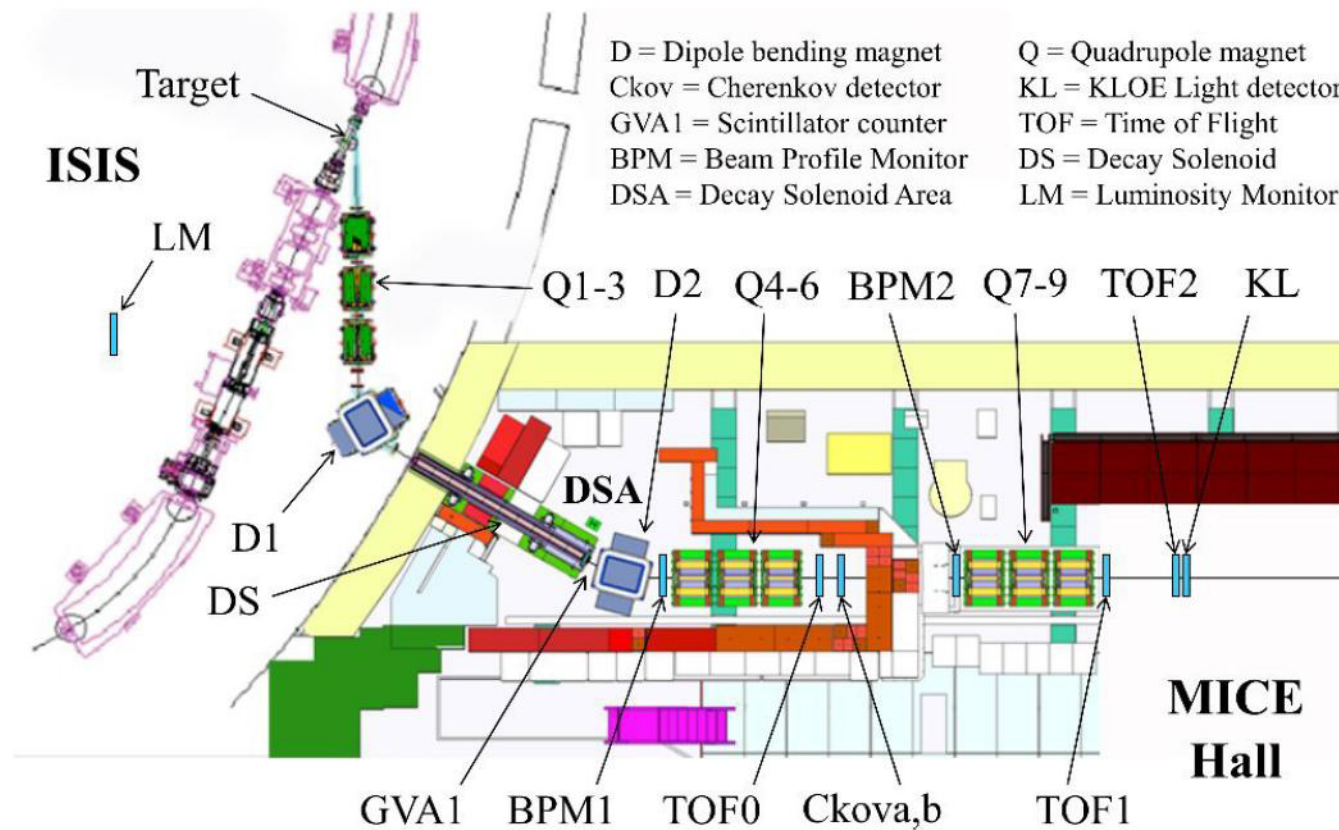 D = Dipole bending magnet
Q = Quadrupole magnet
Ckov = Cherenkov detector
KL = KLOE Light detector
GVA1 = Scintillator counter
TOF = Time of Flight
BPM = Beam Profile Monitor
DS = Decay Solenoid
DSA = Decay Solenoid Area
LM = Luminosity Monitor
Target
ISIS
LM
Q1-3
D2
Q4-6
BPM2
Q7-9
TOF2
KL
D1
DS
DSA
GVA1
BPM1
TOF0
Ckova,b
TOF1
MICE
Hall